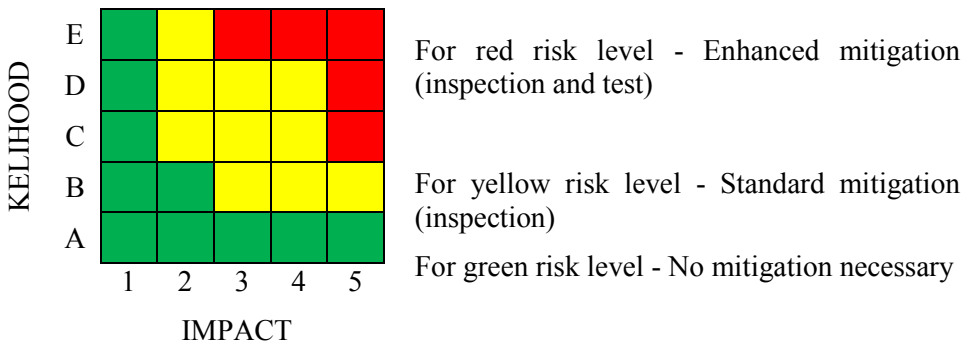 KELIHOOD
E
D
C
B
A
1 2 3 4 5
IMPACT
For red risk level - Enhanced mitigation
(inspection and test)
For yellow risk level - Standard mitigation
(inspection)
For green risk level - No mitigation necessary